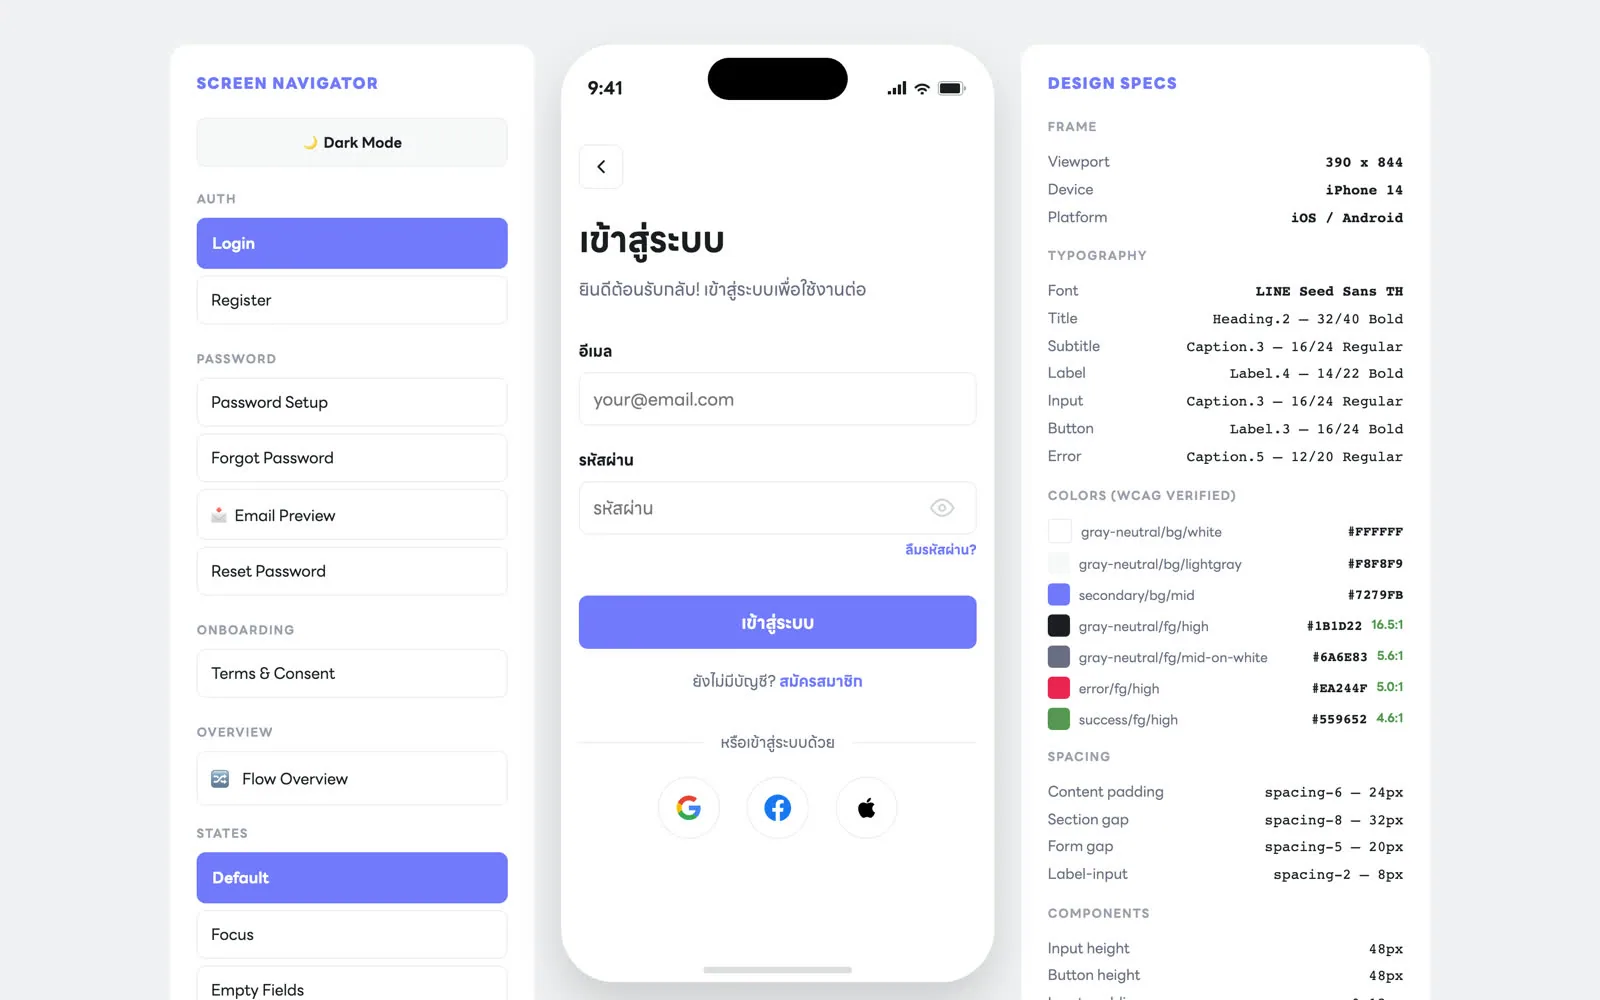 SCREEN NAVIGATOR
🌙 Dark Mode
AUTH
Login
Register
PASSWORD
Password Setup
Forgot Password
📩 Email Preview
Reset Password
ONBOARDING
Terms & Consent
OVERVIEW
🔀 Flow Overview
STATES
Default
Focus
Empty Fields
9:41
เข้าสู่ระบบ
ยินดีต้อนรับกลับ! เข้าสู่ระบบเพื่อใช้งานต่อ
อีเมล
your@email.com
รหัสผ่าน
รหัสผ่าน
ลืมรหัสผ่าน?
เข้าสู่ระบบ
ยังไม่มีบัญชี? สมัครสมาชิก
หรือเข้าสู่ระบบด้วย
DESIGN SPECS
FRAME
Viewport 390 x 844
Device iPhone 14
Platform iOS / Android
TYPOGRAPHY
Font LINE Seed Sans TH
Title Heading.2 — 32/40 Bold
Subtitle Caption.3 — 16/24 Regular
Label Label.4 — 14/22 Bold
Input Caption.3 — 16/24 Regular
Button Label.3 — 16/24 Bold
Error Caption.5 — 12/20 Regular
COLORS (WCAG VERIFIED)
gray-neutral/bg/white #FFFFFF
gray-neutral/bg/lightgray #F8F8F9
secondary/bg/mid #7279FB
gray-neutral/fg/high #1B1D22 16.5:1
gray-neutral/fg/mid-on-white #6A6E83 5.6:1
error/fg/high #EA244F 5.0:1
success/fg/high #559652 4.6:1
SPACING
Content padding spacing-6 — 24px
Section gap spacing-8 — 32px
Form gap spacing-5 — 20px
Label-input spacing-2 — 8px
COMPONENTS
Input height 48px
Button height 48px